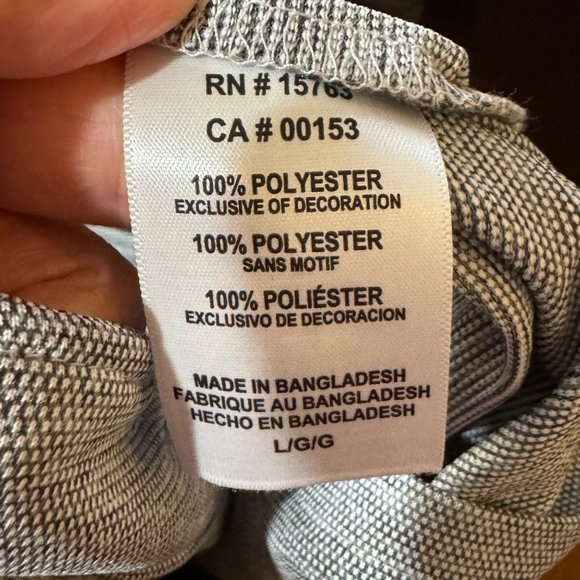 RN # 15763
CA # 00153
100% POLYESTER
EXCLUSIVE OF DECORATION
100% POLYESTER
SANS MOTIF
100% POLIÉSTER
EXCLUSIVO DE DECORACION
MADE IN BANGLADESH
FABRIQUE AU BANGLADESH
HECHO EN BANGLADESH
L/G/G